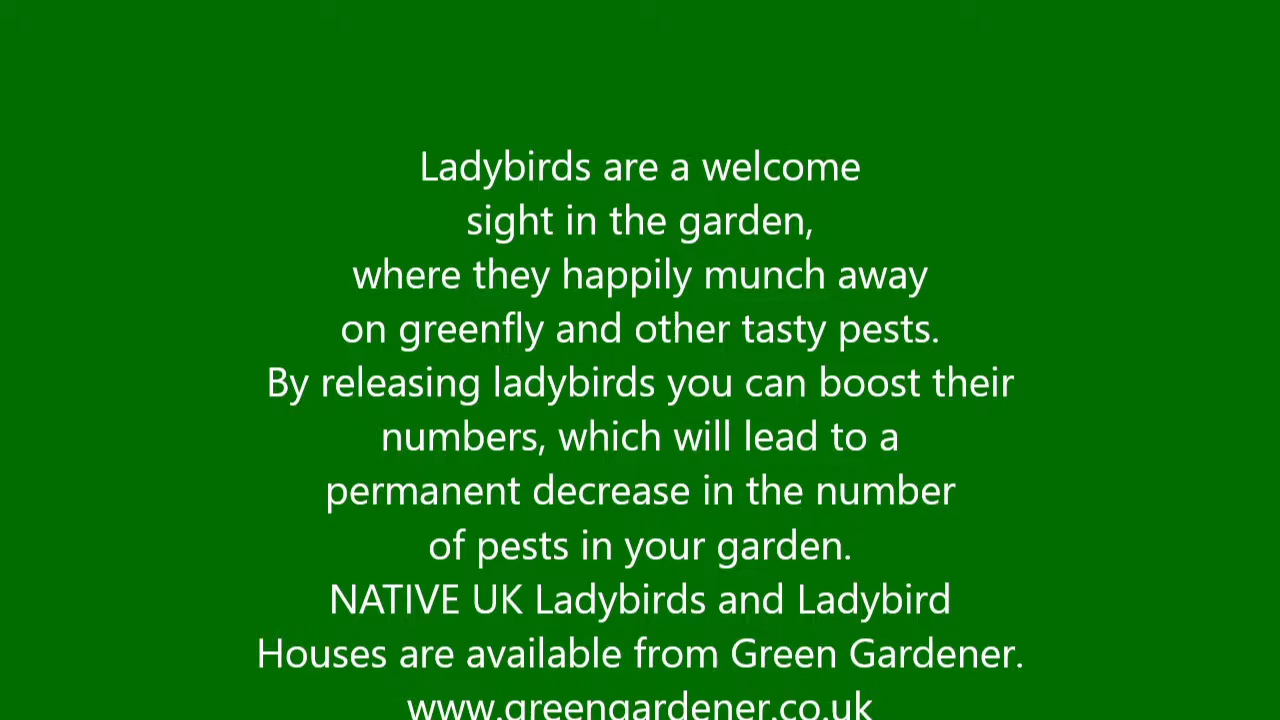 Ladybirds are a welcome
sight in the garden,
where they happily munch away
on greenfly and other tasty pests.
By releasing ladybirds you can boost their
numbers, which will lead to a
permanent decrease in the number
of pests in your garden.
NATIVE UK Ladybirds and Ladybird
Houses are available from Green Gardener.
www.greengardener.co.uk